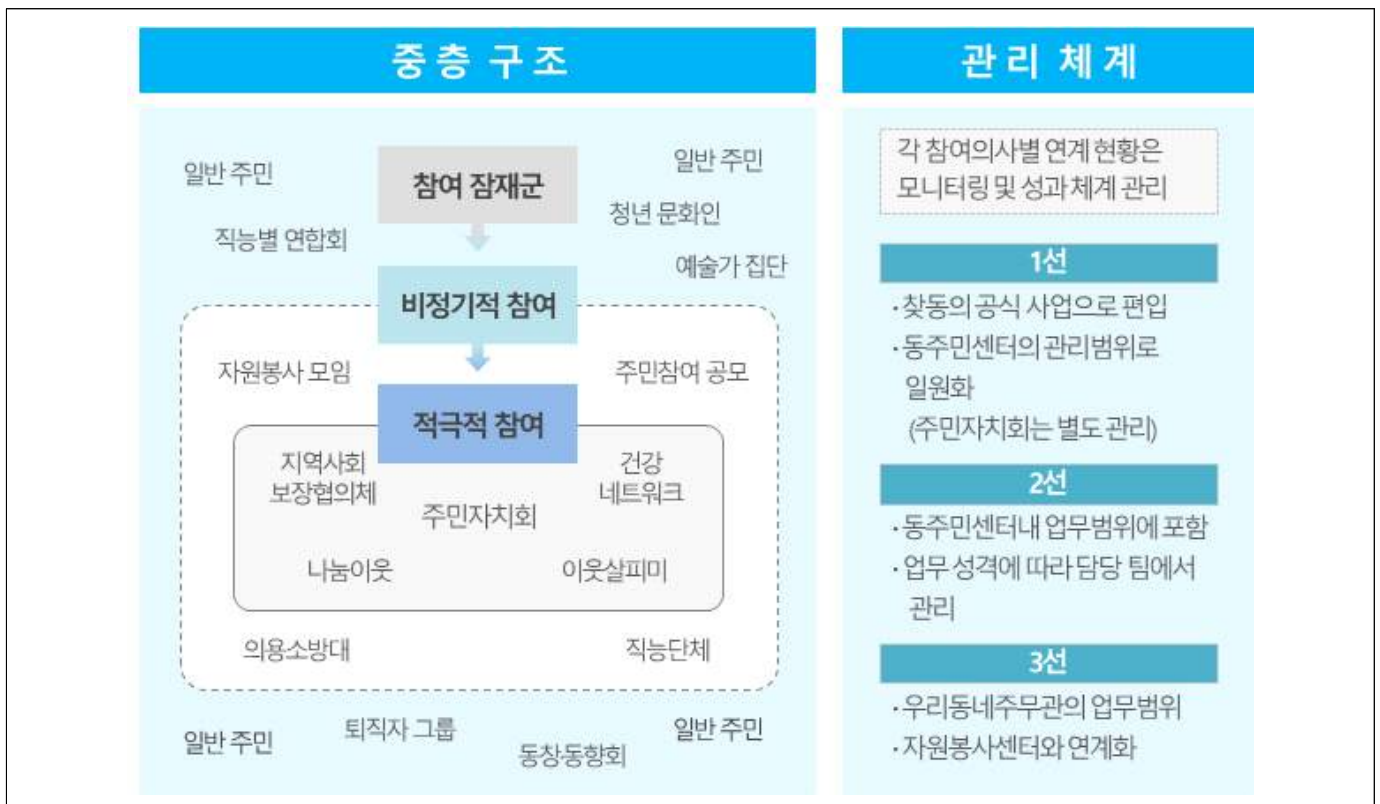 중층 구조
일반 주민
참여 잠재군
일반 주민
직능별 연합회
청년 문화인
예술가 집단
비정기적 참여
자원봉사 모임
주민참여 공모
적극적 참여
지역사회
보장협의체
건강
네트워크
주민자치회
나눔이웃
이웃살피미
의용소방대
직능단체
일반 주민
퇴직자 그룹
동창·동향회
일반 주민
관리 체계
각 참여의사별 연계 현황은
모니터링 및 성과 체계 관리
1선
·찾동의 공식 사업으로 편입
·동주민센터의 관리범위로
일원화
(주민자치회는 별도 관리)
2선
·동주민센터내 업무범위에 포함
·업무 성격에 따라 담당 팀에서
관리
3선
·우리동네주무관의 업무범위
·자원봉사센터와 연계화